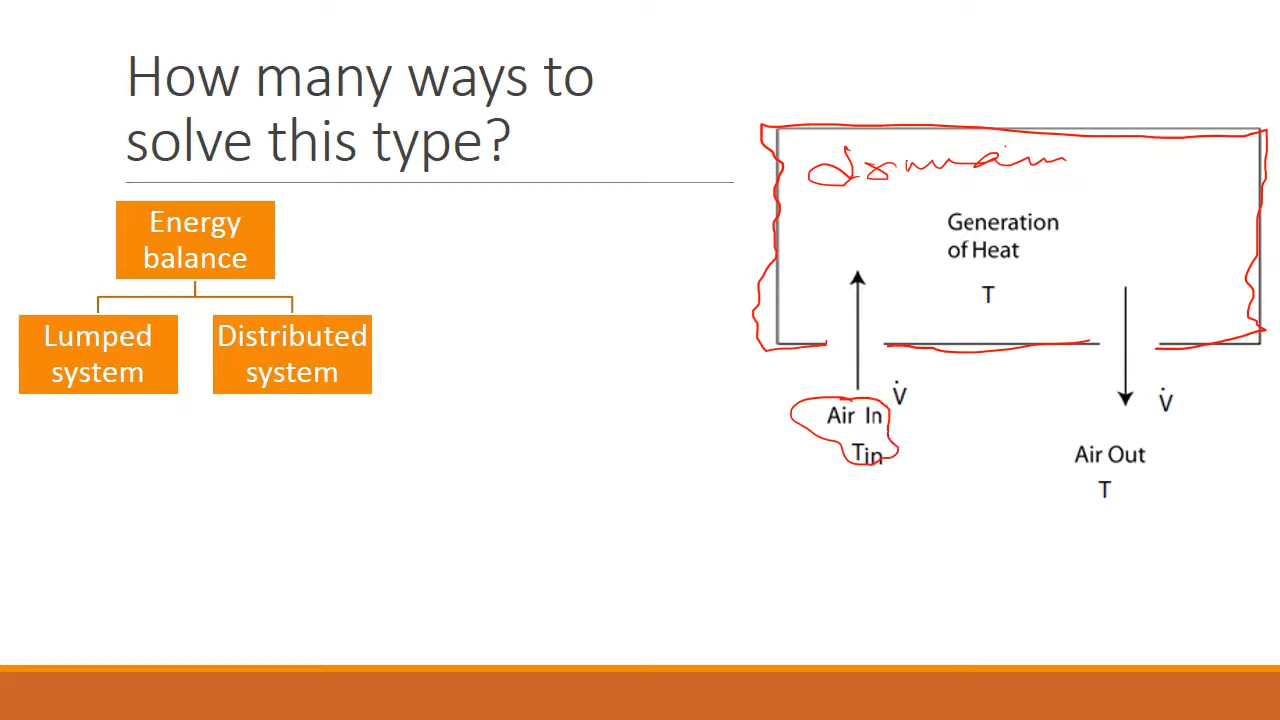 How many ways to
solve this type?
Energy
balance
Lumped
system
Distributed
system
domain
Generation
of Heat
T
V̇
Air In
Tin
V̇
Air Out
T